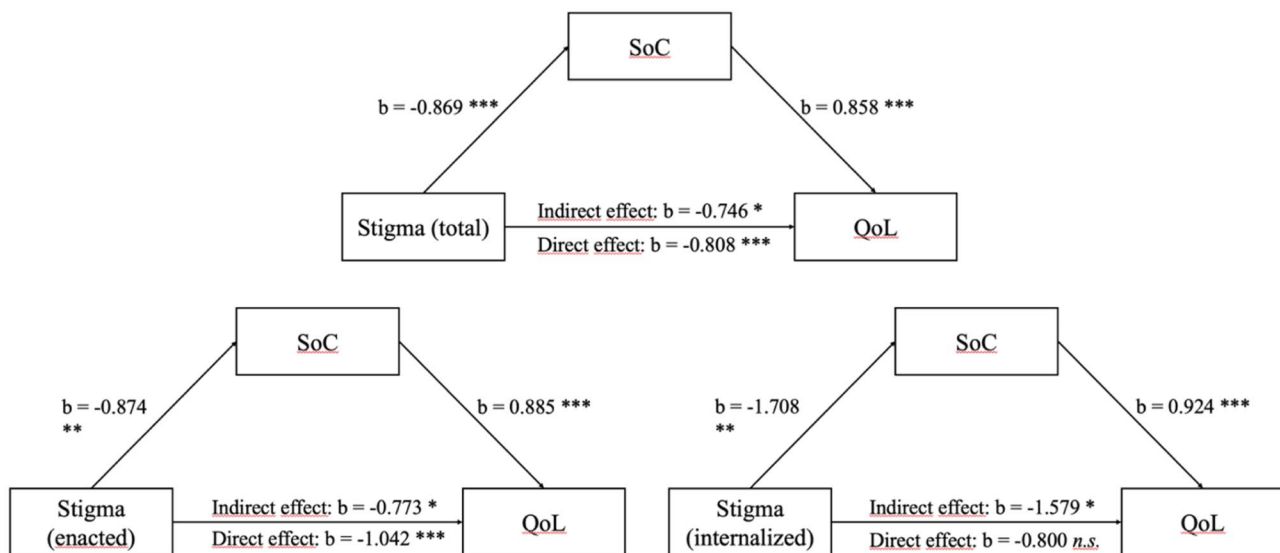 SoC
b = -0.869 ***
b = 0.858 ***
Stigma (total)
Indirect effect: b = -0.746 *
Direct effect: b = -0.808 ***
QoL
SoC
b = -0.874
**
b = 0.885 ***
Stigma
(enacted)
Indirect effect: b = -0.773 *
Direct effect: b = -1.042 ***
QoL
SoC
b = -1.708
**
b = 0.924 ***
Stigma
(internalized)
Indirect effect: b = -1.579 *
Direct effect: b = -0.800 n.s.
QoL